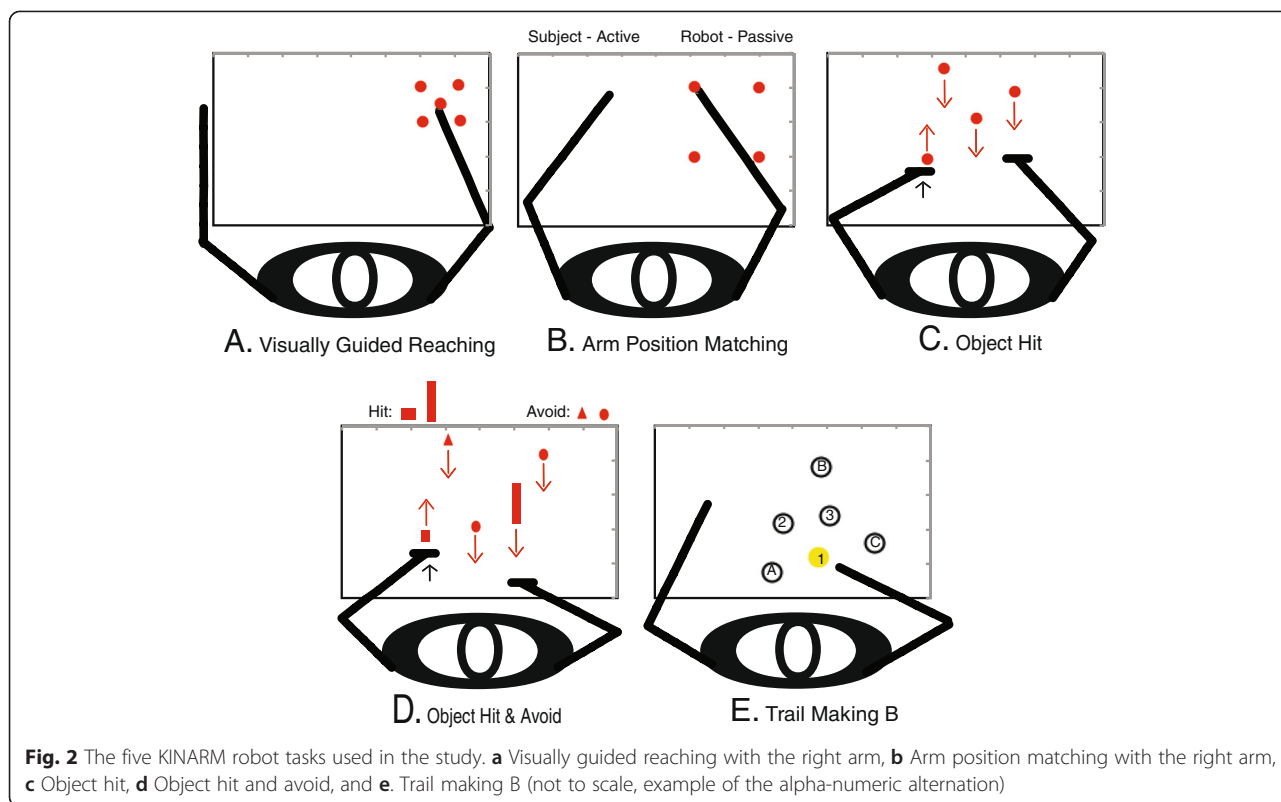 Subject - Active Robot - Passive
A. Visually Guided Reaching
B. Arm Position Matching
C. Object Hit
Hit: Avoid:
B
2 3
C
1
A
D. Object Hit & Avoid
E. Trail Making B
Fig. 2 The five KINARM robot tasks used in the study. a Visually guided reaching with the right arm, b Arm position matching with the right arm,
c Object hit, d Object hit and avoid, and e. Trail making B (not to scale, example of the alpha-numeric alternation)